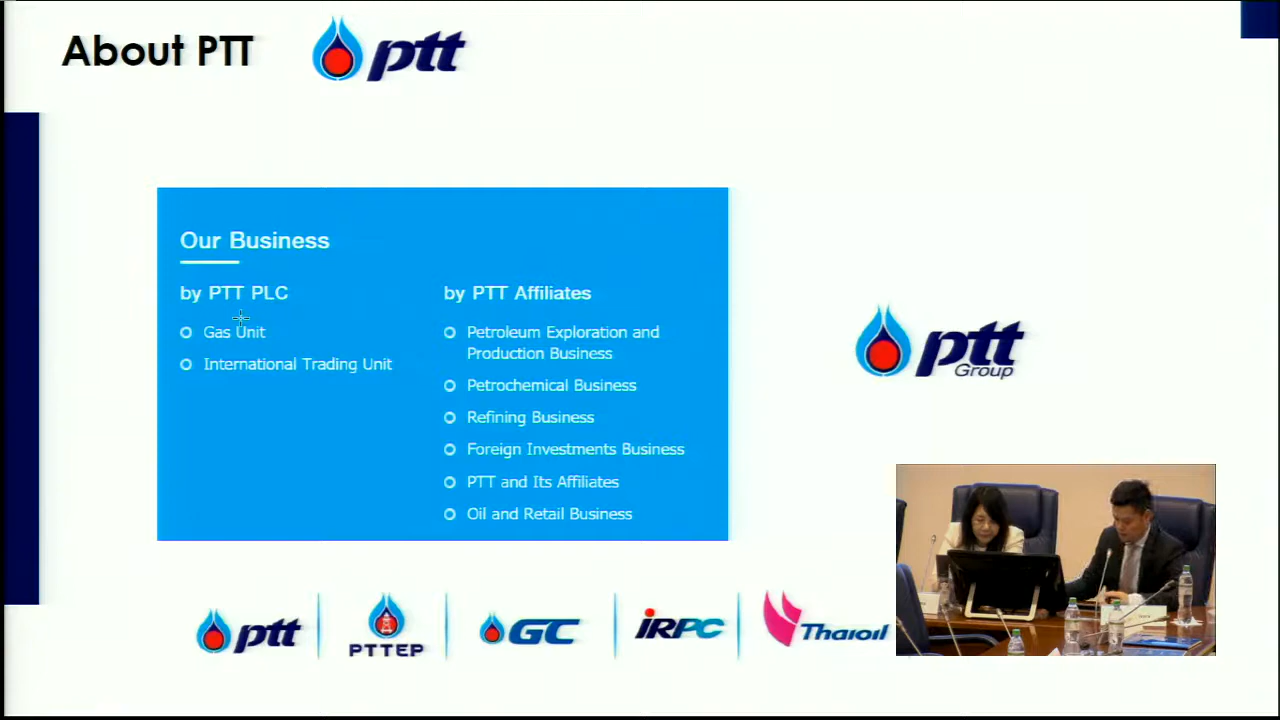 About PTT
ptt
Our Business
by PTT PLC
Gas Unit
International Trading Unit
by PTT Affiliates
Petroleum Exploration and
Production Business
Petrochemical Business
Refining Business
Foreign Investments Business
PTT and Its Affiliates
Oil and Retail Business
ptt
Group
ptt
PTTEP
GC
IRPC
Thaioil